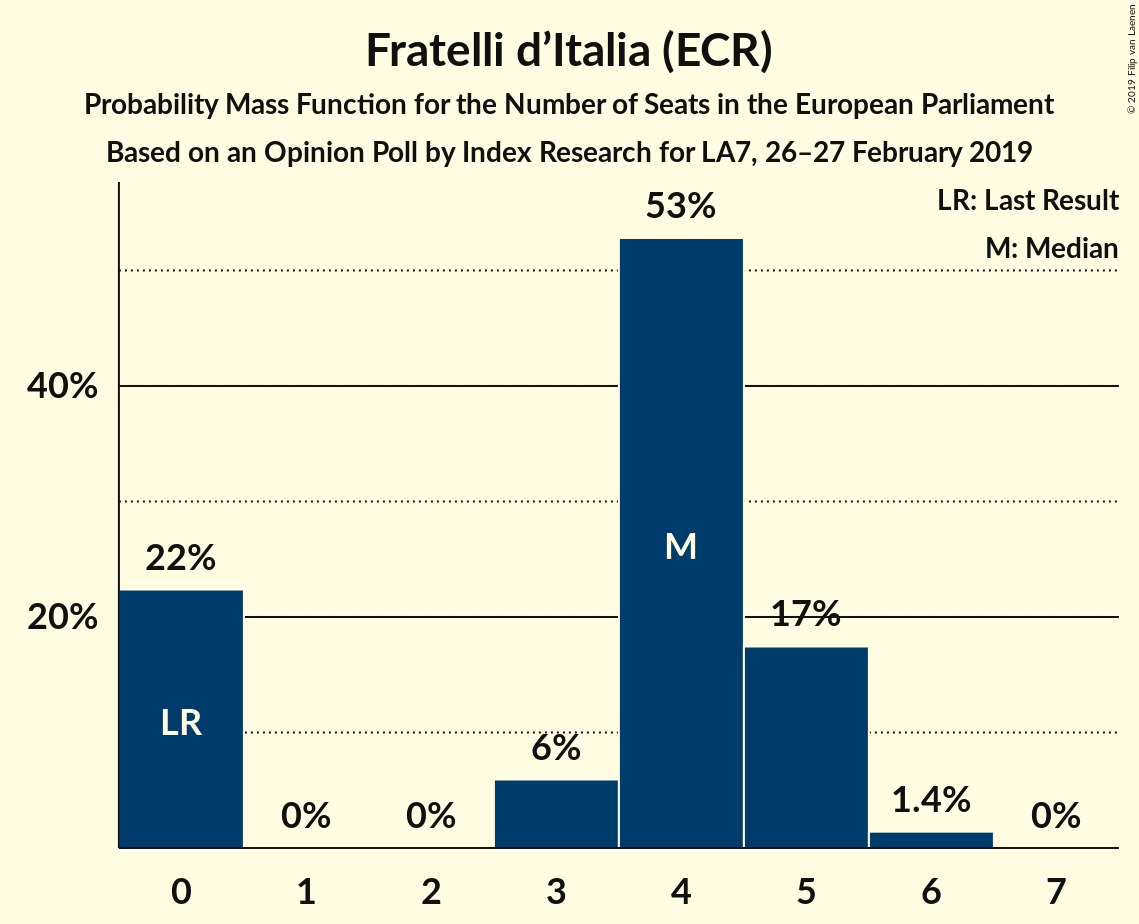 Fratelli d’Italia (ECR)
Probability Mass Function for the Number of Seats in the European Parliament
Based on an Opinion Poll by Index Research for LA7, 26–27 February 2019
© 2019 Filip van Laenen
LR: Last Result
M: Median
53%
40%
M
22%
20%
17%
LR
6%
0%
0%
1.4%
0%
0 1 2 3 4 5 6 7